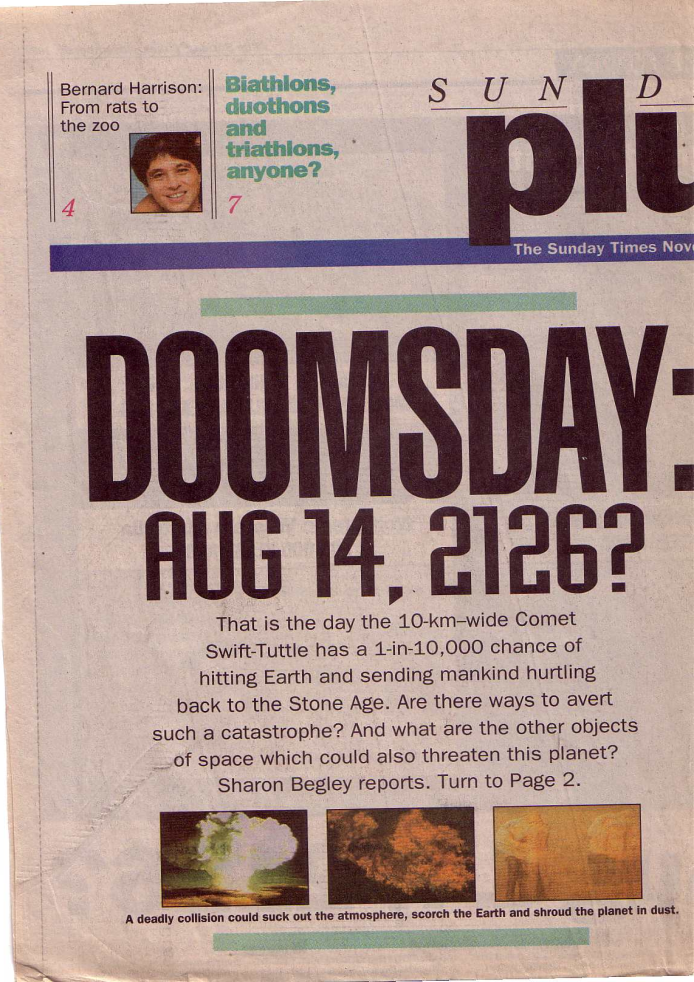 Bernard Harrison:
From rats to
the zoo
4
Biathlons,
duothons
and
triathlons,
anyone?
7
SUND
plu
The Sunday Times Nove
DOOMSDAY:
AUG 14, 2126?
That is the day the 10-km–wide Comet
Swift-Tuttle has a 1-in-10,000 chance of
hitting Earth and sending mankind hurtling
back to the Stone Age. Are there ways to avert
such a catastrophe? And what are the other objects
of space which could also threaten this planet?
Sharon Begley reports. Turn to Page 2.
A deadly collision could suck out the atmosphere, scorch the Earth and shroud the planet in dust.